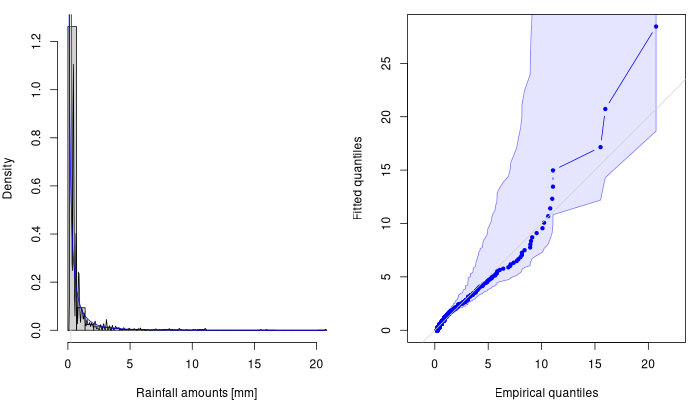 Density
0.0 0.2 0.4 0.6 0.8 1.0 1.2
0 5 10 15 20
Rainfall amounts [mm]
Fitted quantiles
0 5 10 15 20 25
0 5 10 15 20
Empirical quantiles